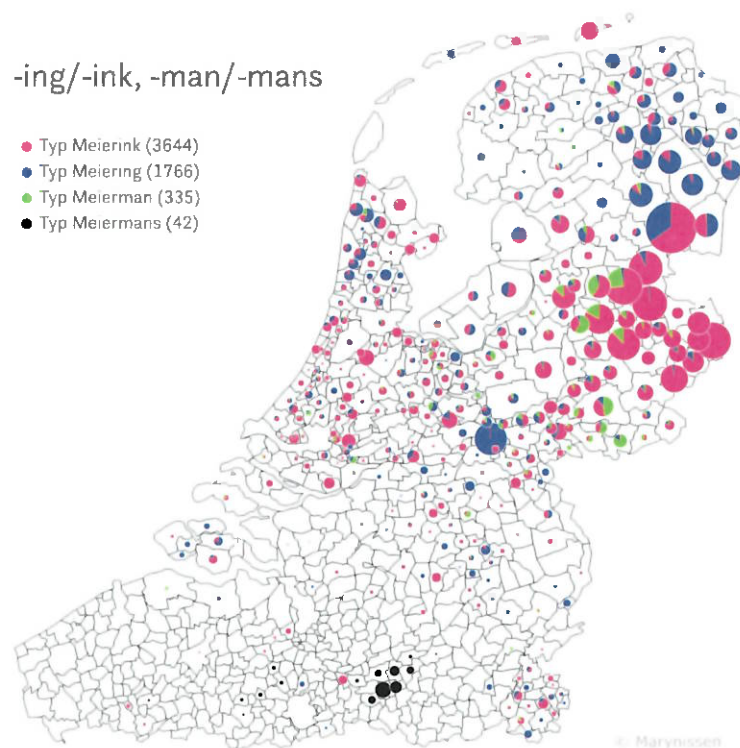 -ing/-ink, -man/-mans
Typ Meierink (3644)
Typ Meiering (1766)
Typ Meierman (335)
Typ Meiermans (42)
© Marynissen